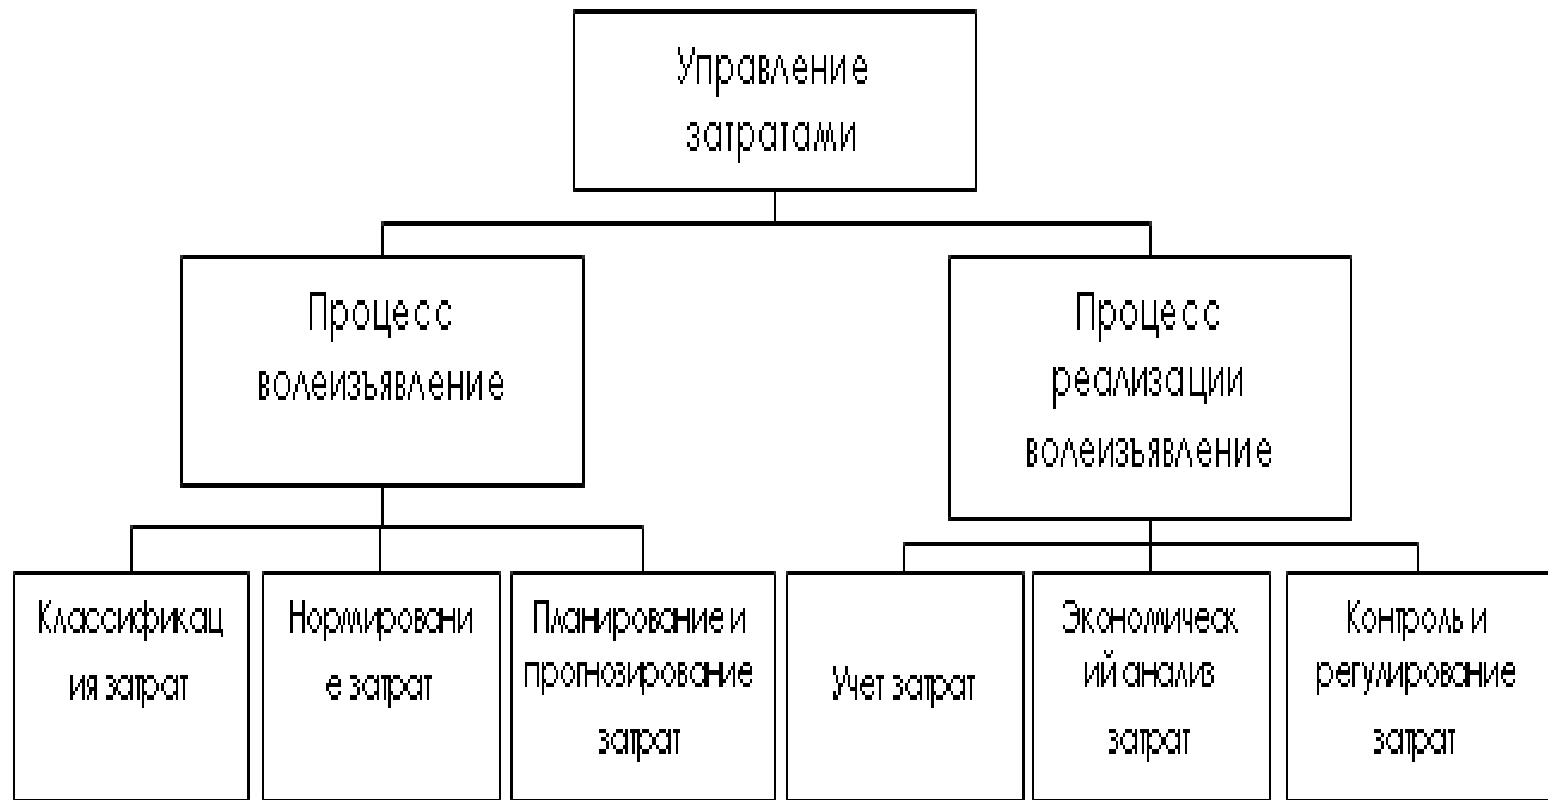 Управление
затратами
Процесс
волеизъявление
Процесс
реализации
волеизъявление
Классификац
ия затрат
Нормировани
е затрат
Планирование и
прогнозирование
затрат
Учет затрат
Экономическ
ий анализ
затрат
Контроль и
регулирование
затрат